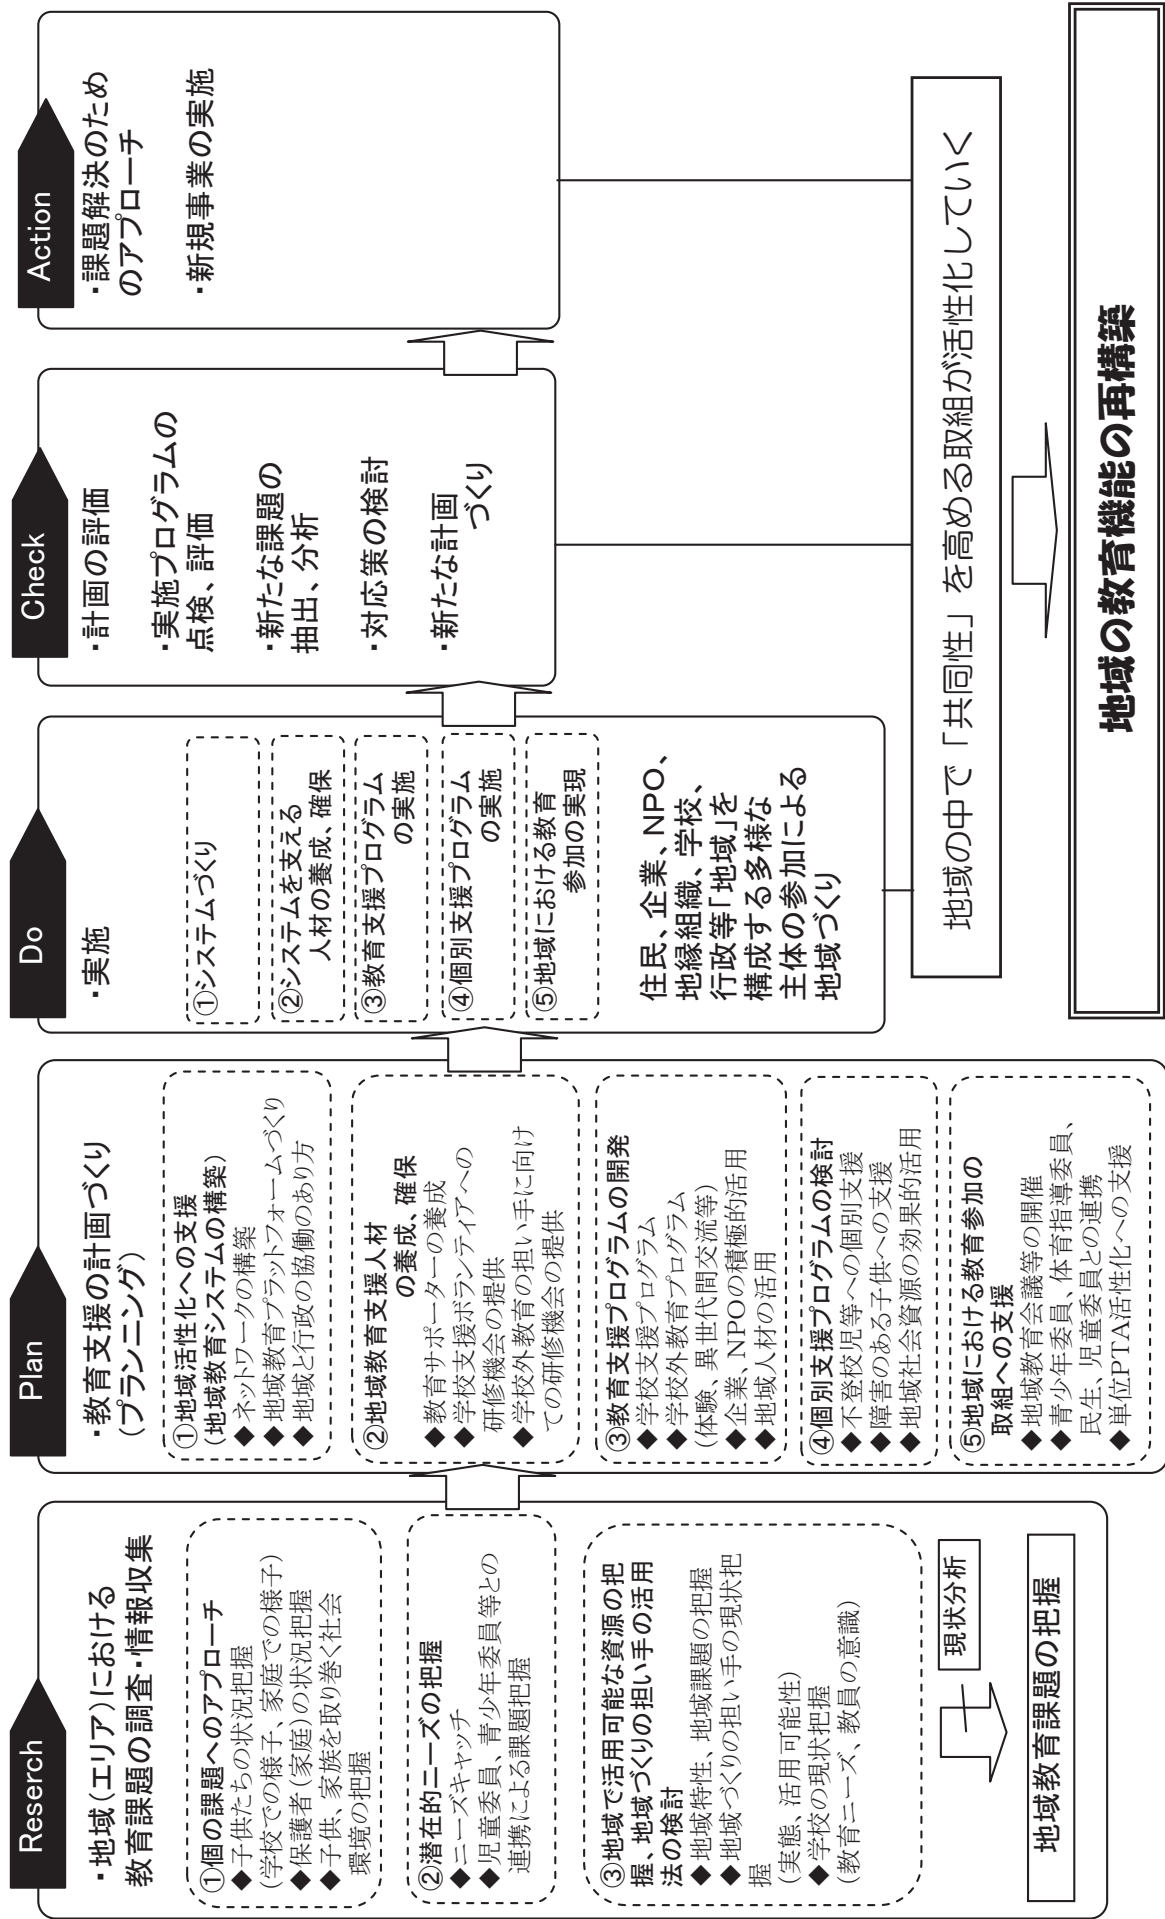 Reserch
・地域(エリア)における
教育課題の調査・情報収集
①個の課題へのアプローチ
◆子供たちの状況把握
(学校での様子、家庭での様子)
◆保護者(家庭)の状況把握
◆子供、家族を取り巻く社会
環境の把握
②潜在的ニーズの把握
◆ニーズキャッチ
◆児童委員、青少年委員等との
連携による課題把握
③地域で活用可能な資源の把
握、地域づくりの担い手の活用
法の検討
◆地域特性、地域課題の把握
◆地域づくりの担い手の現状把
握
(実態、活用可能性)
◆学校の現状把握
(教育ニーズ、教員の意識)
現状分析
地域教育課題の把握
Plan
・教育支援の計画づくり
(プランニング)
①地域活性化への支援
(地域教育システムの構築)
◆ネットワークの構築
◆地域教育プラットフォームづくり
◆地域と行政の協働のあり方
②地域教育支援人材
の養成、確保
◆教育サポーターの養成
◆学校支援ボランティアへの
研修機会の提供
◆学校外教育の担い手に向け
ての研修機会の提供
③教育支援プログラムの開発
◆学校支援プログラム
◆学校外教育プログラム
(体験、異世代間交流等)
◆企業、NPOの積極的活用
◆地域人材の活用
④個別支援プログラムの検討
◆不登校児等への個別支援
◆障害のある子供への支援
◆地域社会資源の効果的活用
⑤地域における教育参加の
取組への支援
◆地域教育会議等の開催
◆青少年委員、体育指導委員、
民生、児童委員との連携
◆単位PTA活性化への支援
Do
・実施
①システムづくり
②システムを支える
人材の養成、確保
③教育支援プログラム
の実施
④個別支援プログラム
の実施
⑤地域における教育
参加の実現
住民、企業、NPO、
地縁組織、学校、
行政等「地域」を
構成する多様な
主体の参加による
地域づくり
Check
・計画の評価
・実施プログラムの
点検、評価
・新たな課題の
抽出、分析
・対応策の検討
・新たな計画
づくり
Action
・課題解決のため
のアプローチ
・新規事業の実施
地域の中で「共同性」を高める取組が活性化していく
地域の教育機能の再構築